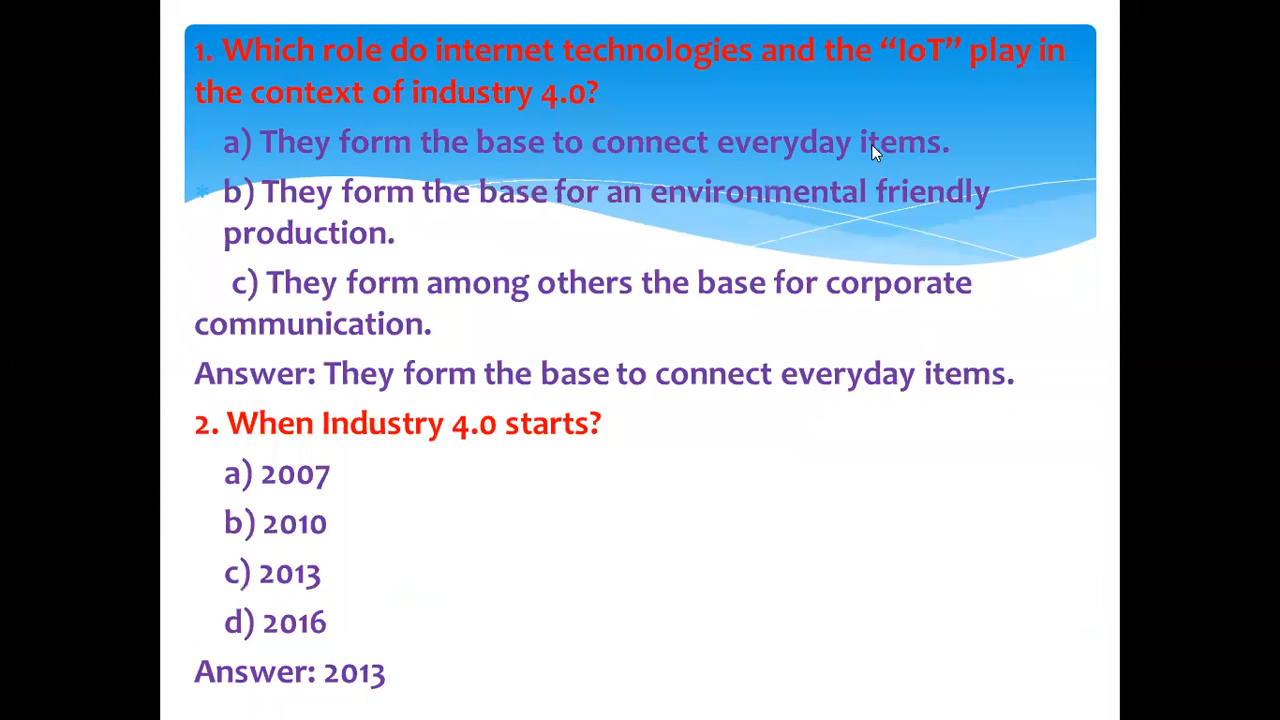 1. Which role do internet technologies and the “IoT” play in
the context of industry 4.0?
a) They form the base to connect everyday items.
* b) They form the base for an environmental friendly
production.
c) They form among others the base for corporate
communication.
Answer: They form the base to connect everyday items.
2. When Industry 4.0 starts?
a) 2007
b) 2010
c) 2013
d) 2016
Answer: 2013